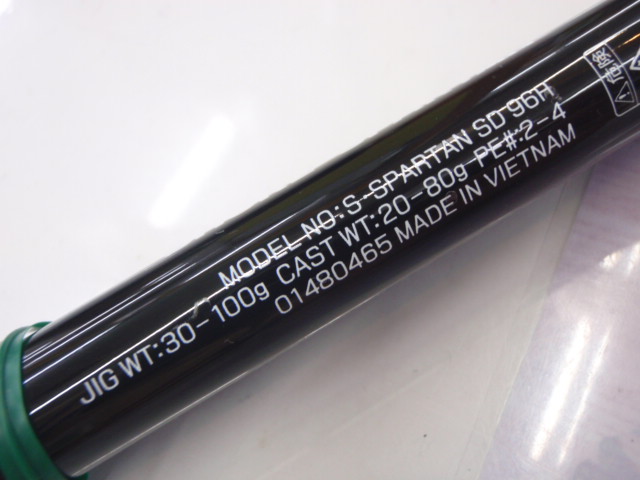 MODEL NO:S-SPARTAN SD 96H
JIG WT:30-100g CAST WT:20-80g PE#:2-4
01480465 MADE IN VIETNAM